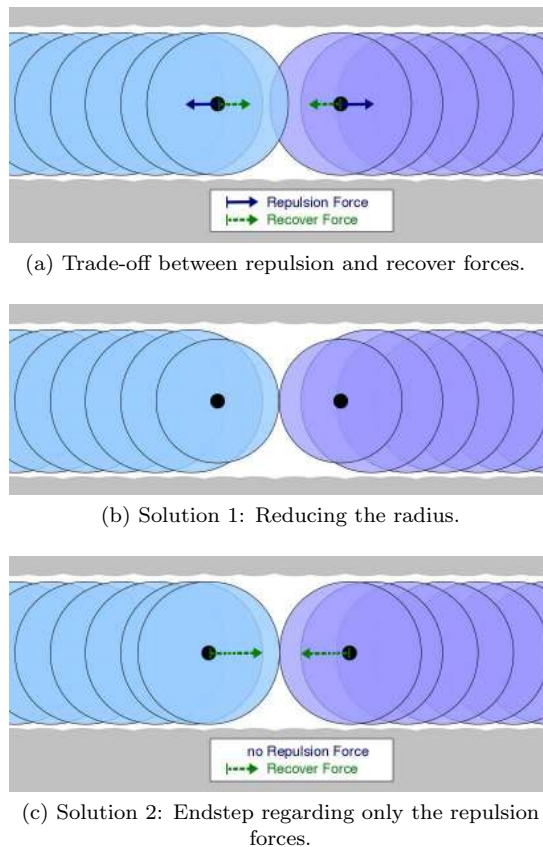 Repulsion Force
Recover Force
(a) Trade-off between repulsion and recover forces.
(b) Solution 1: Reducing the radius.
no Repulsion Force
Recover Force
(c) Solution 2: Endstep regarding only the repulsion
forces.